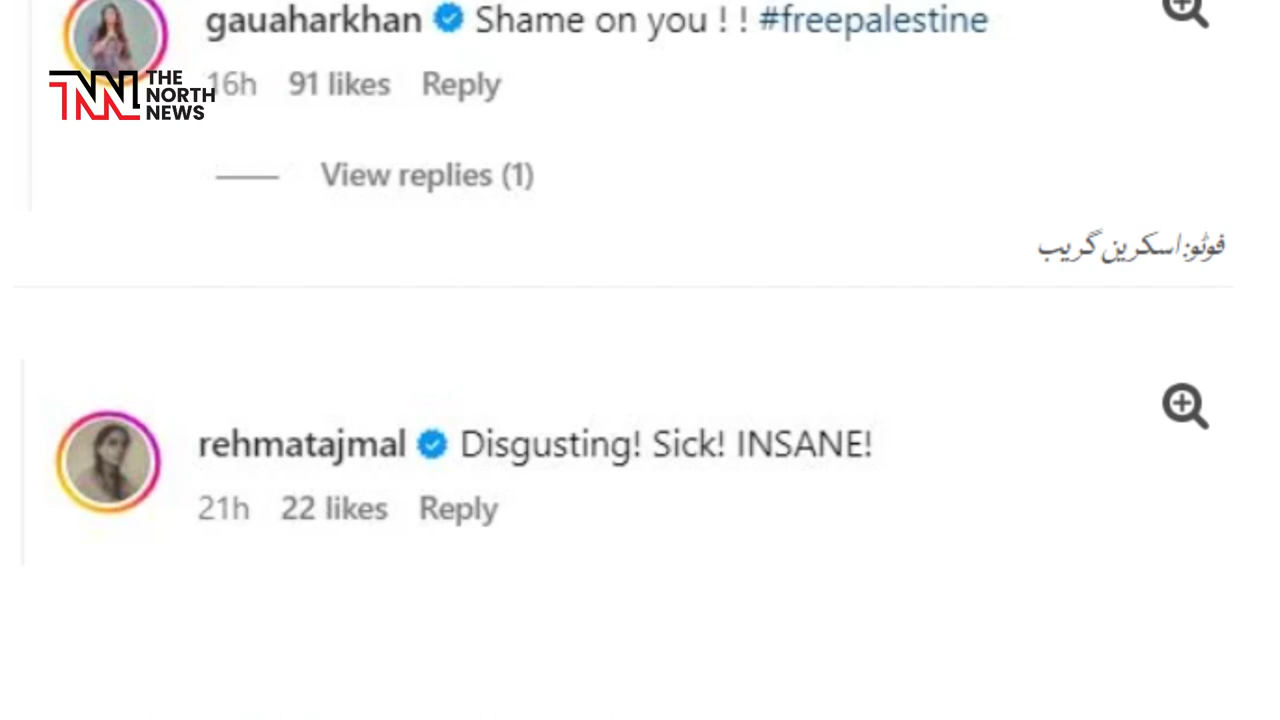 gauaharkhan Shame on you ! ! #freepalestine
16h 91 likes Reply
TNN THE
NORTH
NEWS
View replies (1)
فوٹو: اسکرین گریب
rehmatajmal Disgusting! Sick! INSANE!
21h 22 likes Reply